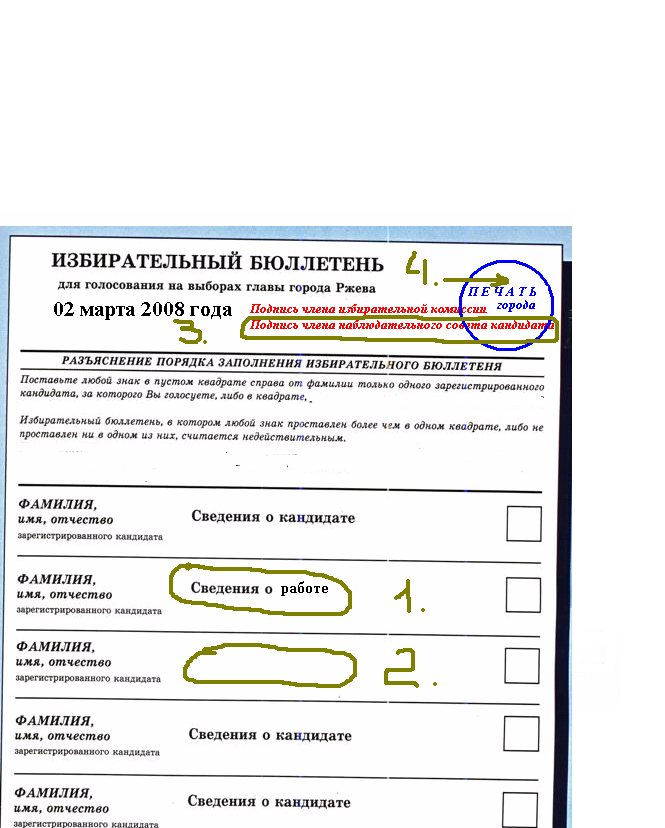 ИЗБИРАТЕЛЬНЫЙ БЮЛЛЕТЕНЬ
4.
для голосования на выборах главы города Ржева
ПЕЧАТЬ
города
02 марта 2008 года
Подпись члена избирательной комиссии
Подпись члена наблюдательного совета кандидата
3.
РАЗЪЯСНЕНИЕ ПОРЯДКА ЗАПОЛНЕНИЯ ИЗБИРАТЕЛЬНОГО БЮЛЛЕТЕНЯ
Поставьте любой знак в пустом квадрате справа от фамилии только одного зарегистрированного
кандидата, за которого Вы голосуете, либо в квадрате,
Избирательный бюллетень, в котором любой знак проставлен более чем в одном квадрате, либо не
проставлен ни в одном из них, считается недействительным.
ФАМИЛИЯ,
имя, отчество
зарегистрированного кандидата
Сведения о кандидате
ФАМИЛИЯ,
имя, отчество
зарегистрированного кандидата
Сведения о работе
1.
ФАМИЛИЯ,
имя, отчество
зарегистрированного кандидата
2.
ФАМИЛИЯ,
имя, отчество
зарегистрированного кандидата
Сведения о кандидате
ФАМИЛИЯ,
имя, отчество
зарегистрированного кандидата
Сведения о кандидате